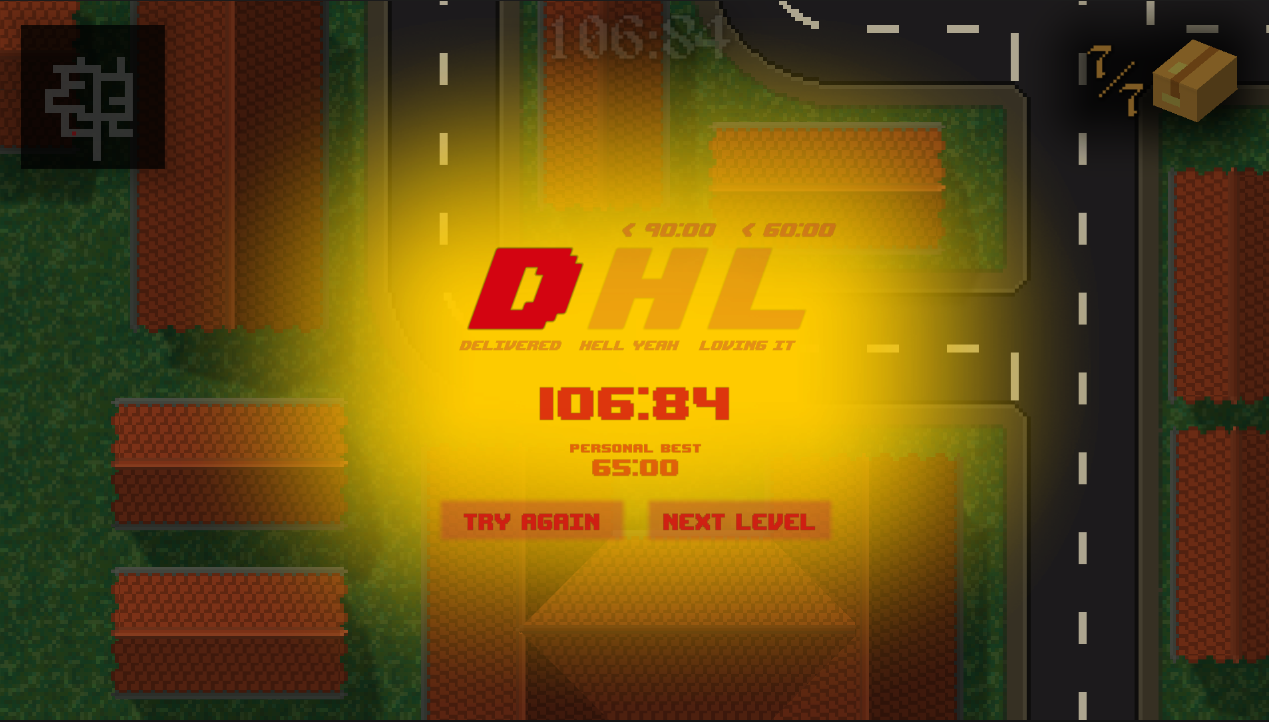 106:84
7/7
< 90:00 < 60:00
DHL
DELIVERED HELL YEAH LOVING IT
106:84
PERSONAL BEST
65:00
TRY AGAIN NEXT LEVEL